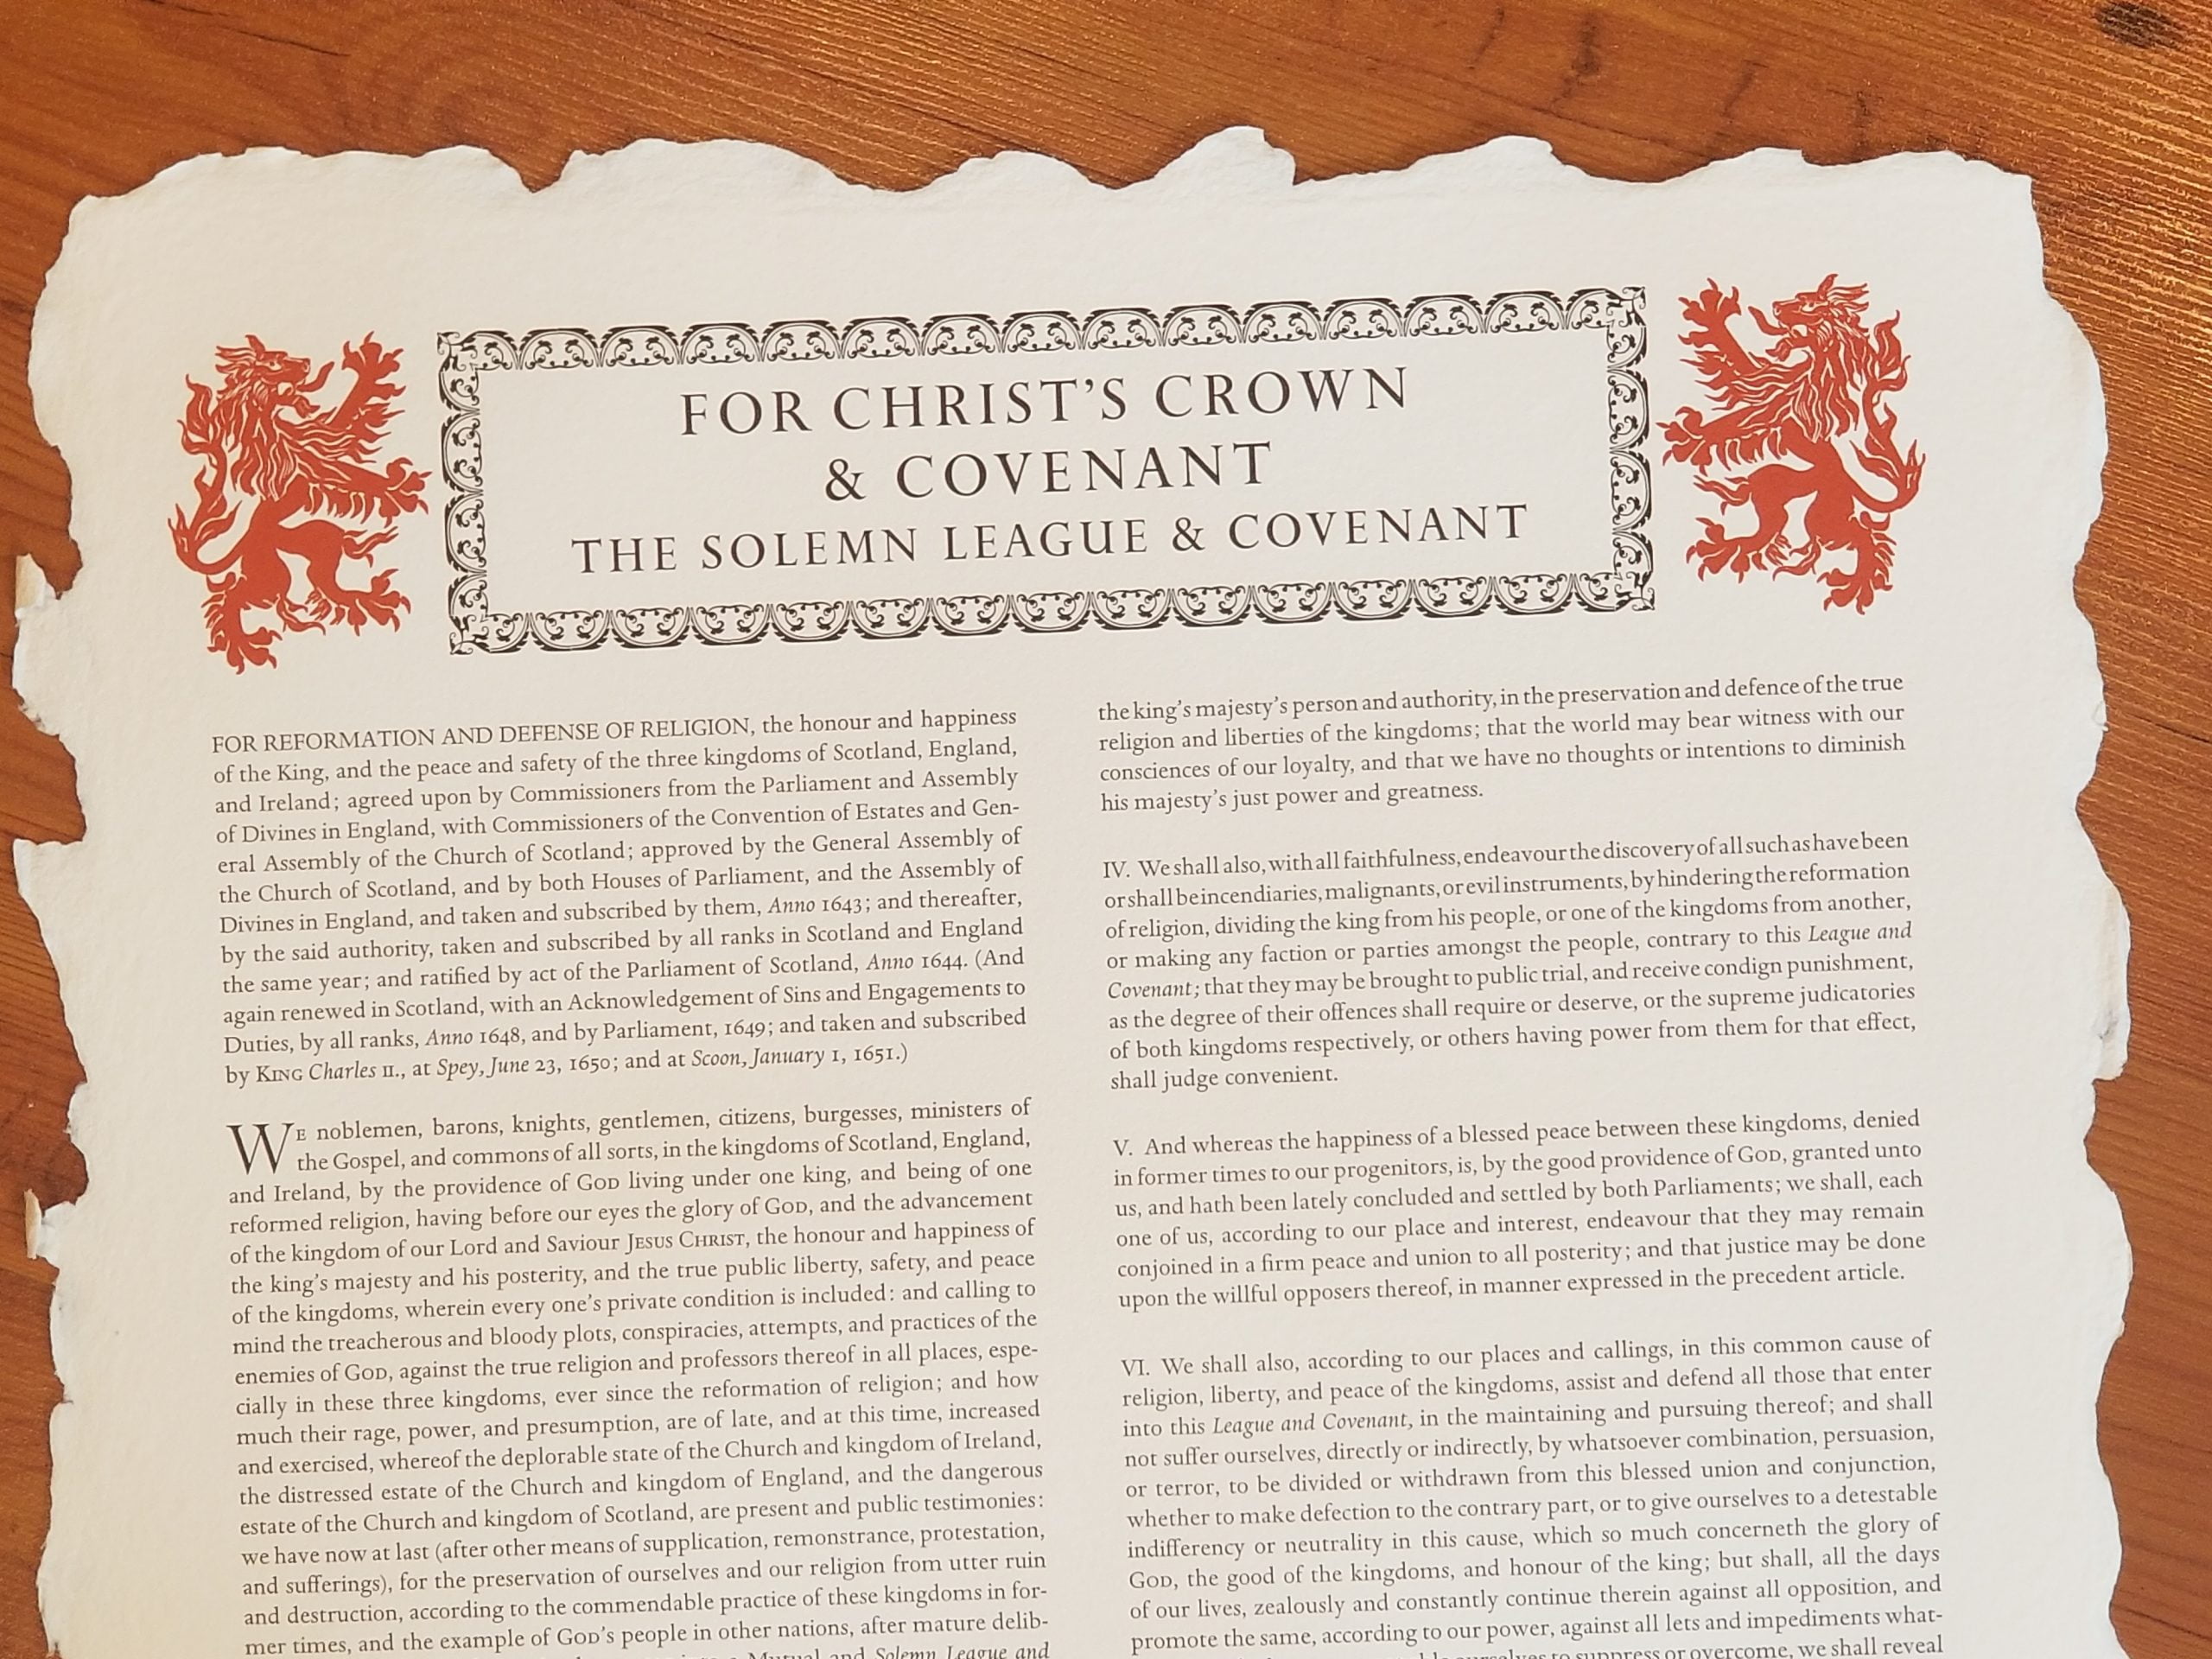 FOR CHRIST'S CROWN
& COVENANT
THE SOLEMN LEAGUE & COVENANT
FOR REFORMATION AND DEFENSE OF RELIGION, the honour and happiness
of the King, and the peace and safety of the three kingdoms of Scotland, England,
and Ireland; agreed upon by Commissioners from the Parliament and Assembly
of Divines in England, with Commissioners of the Convention of Estates and Gen-
eral Assembly of the Church of Scotland; approved by the General Assembly of
the Church of Scotland, and by both Houses of Parliament, and the Assembly of
Divines in England, and taken and subscribed by them, Anno 1643; and thereafter,
by the said authority, taken and subscribed by all ranks in Scotland and England
the same year; and ratified by act of the Parliament of Scotland, Anno 1644. (And
again renewed in Scotland, with an Acknowledgement of Sins and Engagements to
Duties, by all ranks, Anno 1648, and by Parliament, 1649; and taken and subscribed
by KING Charles II., at Spey, June 23, 1650; and at Scoon, January 1, 1651.)
WE noblemen, barons, knights, gentlemen, citizens, burgesses, ministers of
the Gospel, and commons of all sorts, in the kingdoms of Scotland, England,
and Ireland, by the providence of GOD living under one king, and being of one
reformed religion, having before our eyes the glory of GOD, and the advancement
of the kingdom of our Lord and Saviour JESUS CHRIST, the honour and happiness of
the king's majesty and his posterity, and the true public liberty, safety, and peace
of the kingdoms, wherein every one's private condition is included: and calling to
mind the treacherous and bloody plots, conspiracies, attempts, and practices of the
enemies of GOD, against the true religion and professors thereof in all places, espe-
cially in these three kingdoms, ever since the reformation of religion; and how
much their rage, power, and presumption, are of late, and at this time, increased
and exercised, whereof the deplorable state of the Church and kingdom of Ireland,
the distressed estate of the Church and kingdom of England, and the dangerous
estate of the Church and kingdom of Scotland, are present and public testimonies:
we have now at last (after other means of supplication, remonstrance, protestation,
and sufferings), for the preservation of ourselves and our religion from utter ruin
and destruction, according to the commendable practice of these kingdoms in for-
mer times, and the example of GOD's people in other nations, after mature delib-
Mutual and Solemn League and
the king's majesty's person and authority, in the preservation and defence of the true
religion and liberties of the kingdoms; that the world may bear witness with our
consciences of our loyalty, and that we have no thoughts or intentions to diminish
his majesty's just power and greatness.
IV. We shall also, with all faithfulness, endeavour the discovery of all such as have been
or shall be incendiaries, malignants, or evil instruments, by hindering the reformation
of religion, dividing the king from his people, or one of the kingdoms from another,
or making any faction or parties amongst the people, contrary to this League and
Covenant; that they may be brought to public trial, and receive condign punishment,
as the degree of their offences shall require or deserve, or the supreme judicatories
of both kingdoms respectively, or others having power from them for that effect,
shall judge convenient.
V. And whereas the happiness of a blessed peace between these kingdoms, denied
in former times to our progenitors, is, by the good providence of GOD, granted unto
us, and hath been lately concluded and settled by both Parliaments; we shall, each
one of us, according to our place and interest, endeavour that they may remain
conjoined in a firm peace and union to all posterity; and that justice may be done
upon the willful opposers thereof, in manner expressed in the precedent article.
VI. We shall also, according to our places and callings, in this common cause of
religion, liberty, and peace of the kingdoms, assist and defend all those that enter
into this League and Covenant, in the maintaining and pursuing thereof; and shall
not suffer ourselves, directly or indirectly, by whatsoever combination, persuasion,
or terror, to be divided or withdrawn from this blessed union and conjunction,
whether to make defection to the contrary part, or to give ourselves to a detestable
indifferency or neutrality in this cause, which so much concerneth the glory of
GOD, the good of the kingdoms, and honour of the king; but shall, all the days
of our lives, zealously and constantly continue therein against all opposition, and
promote the same, according to our power, against all lets and impediments what-
ourselves to suppress or overcome, we shall reveal